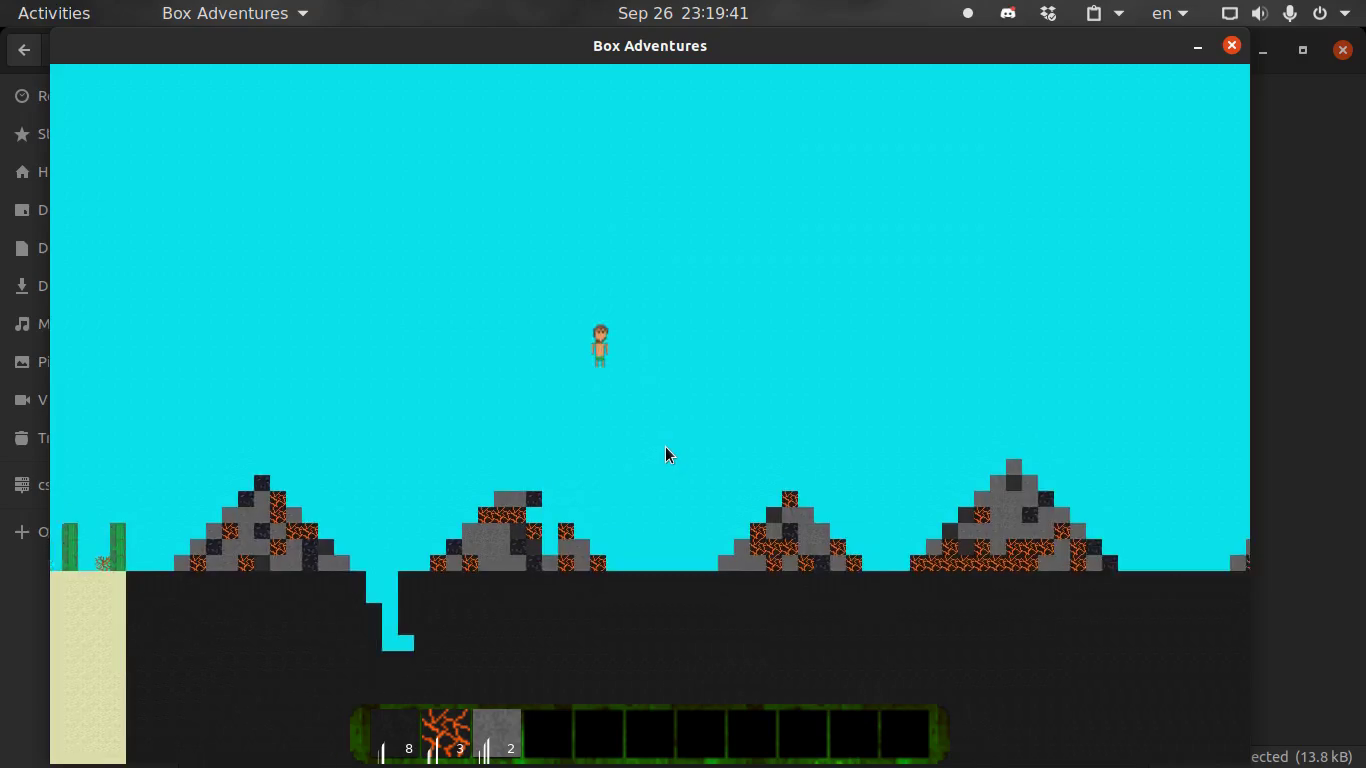 Activities
Box Adventures
Sep 26 23:19:41
en
Box Adventures
8
3
2
ected (13.8 kB)